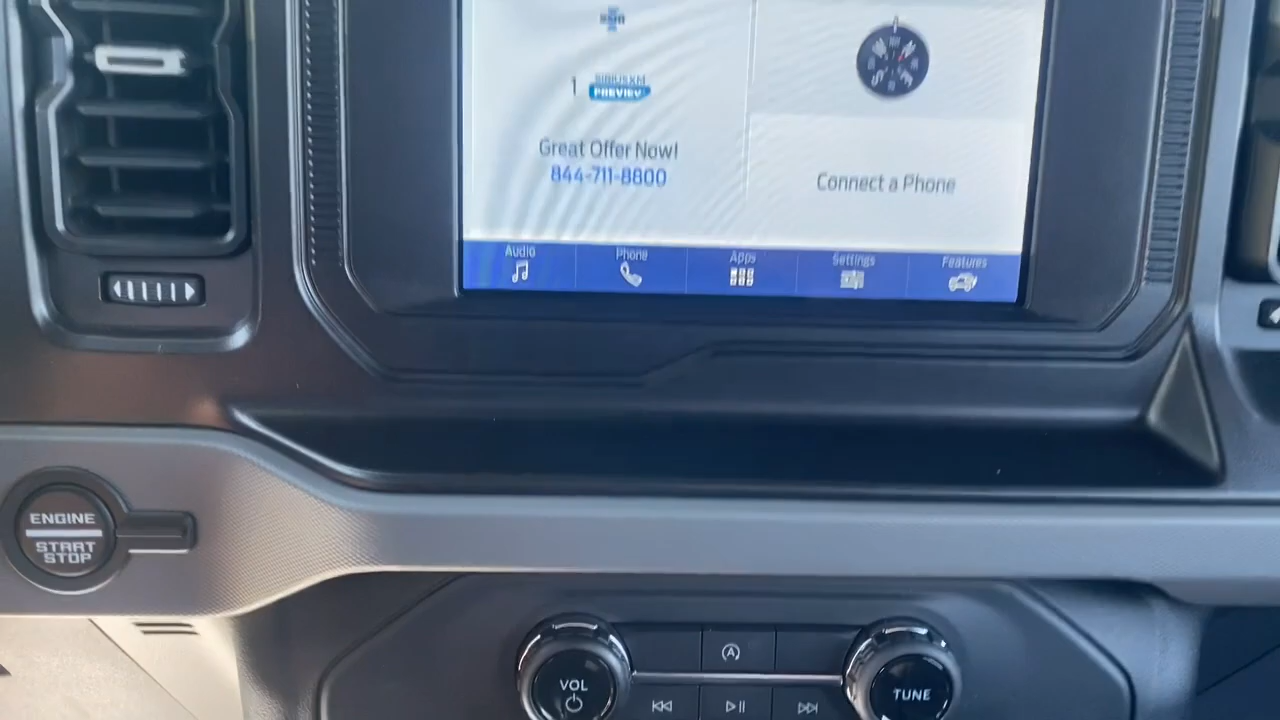 1
SIRIUSXM
PREVIEW
Great Offer Now!
844-711-8800
Connect a Phone
Audio
Phone
Apps
Settings
Features
ENGINE
START
STOP
A
VOL
TUNE